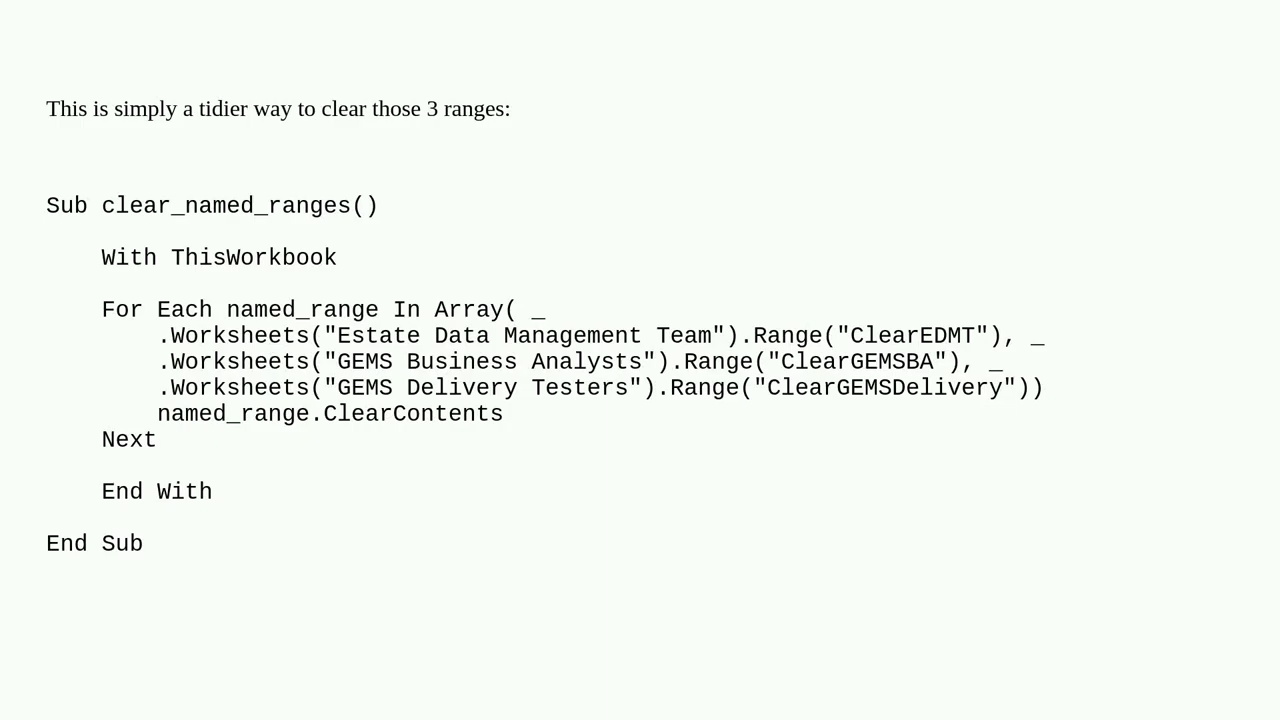 This is simply a tidier way to clear those 3 ranges:
Sub clear_named_ranges()
    With ThisWorkbook
    For Each named_range In Array( _
        .Worksheets("Estate Data Management Team").Range("ClearEDMT"), _
        .Worksheets("GEMS Business Analysts").Range("ClearGEMSBA"), _
        .Worksheets("GEMS Delivery Testers").Range("ClearGEMSDelivery"))
        named_range.ClearContents
    Next
    End With
End Sub